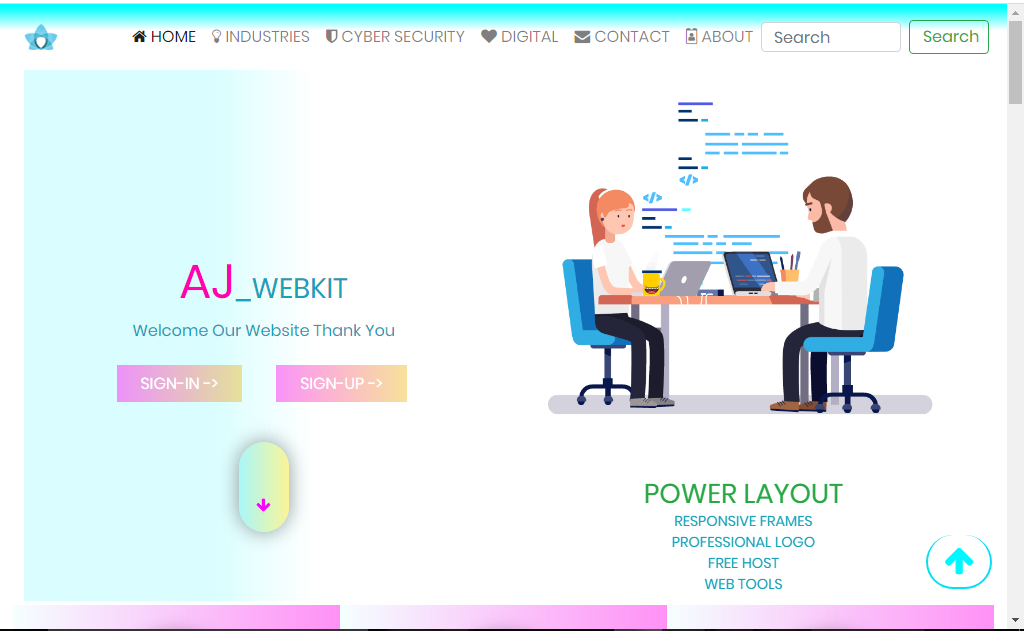 HOME INDUSTRIES CYBER SECURITY DIGITAL CONTACT ABOUT Search Search
</>
</>
AJ_WEBKIT
Welcome Our Website Thank You
SIGN-IN -> SIGN-UP ->
POWER LAYOUT
RESPONSIVE FRAMES
PROFESSIONAL LOGO
FREE HOST
WEB TOOLS